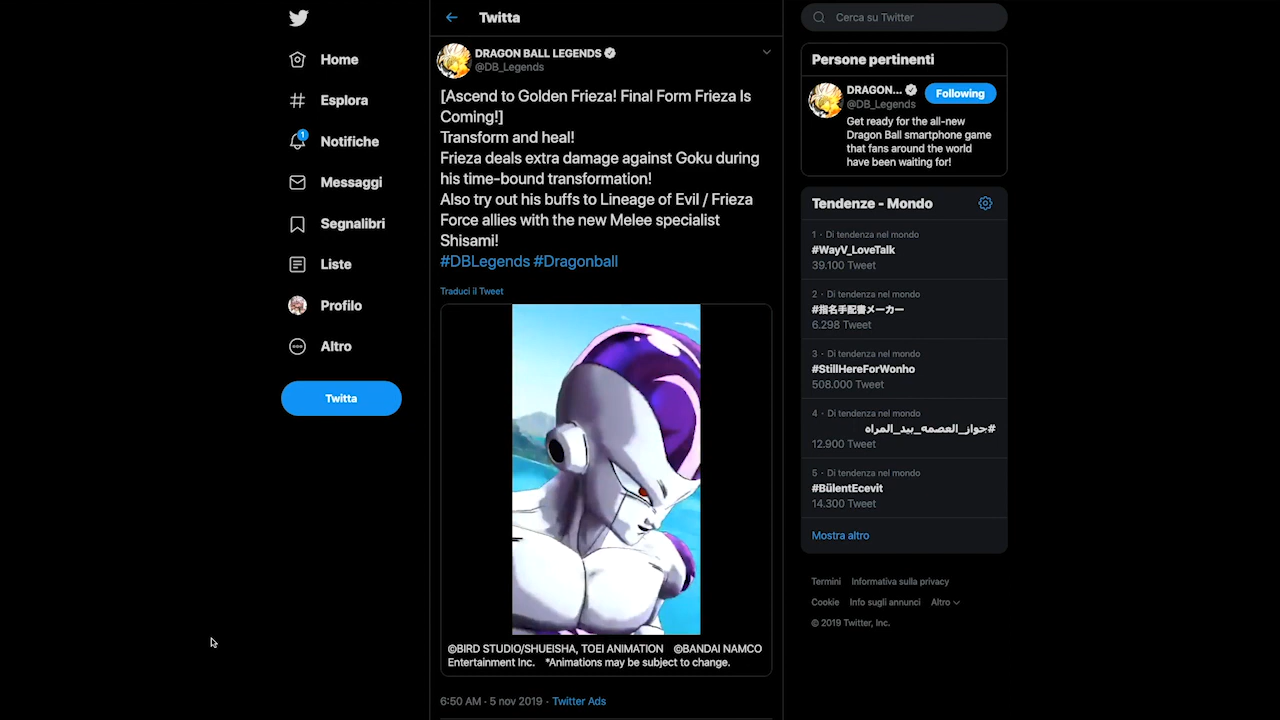 Home
Esplora
1
Notifiche
Messaggi
Segnalibri
Liste
Profilo
Altro
Twitta
Twitta
DRAGON BALL LEGENDS
@DB_Legends
[Ascend to Golden Frieza! Final Form Frieza Is
Coming!]
Transform and heal!
Frieza deals extra damage against Goku during
his time-bound transformation!
Also try out his buffs to Lineage of Evil / Frieza
Force allies with the new Melee specialist
Shisami!
#DBLegends #Dragonball
Traduci il Tweet
©BIRD STUDIO/SHUEISHA, TOEI ANIMATION ©BANDAI NAMCO
Entertainment Inc. *Animations may be subject to change.
6:50 AM · 5 nov 2019 · Twitter Ads
Cerca su Twitter
Persone pertinenti
DRAGON...
Following
@DB_Legends
Get ready for the all-new
Dragon Ball smartphone game
that fans around the world
have been waiting for!
Tendenze - Mondo
1 · Di tendenza nel mondo
#WayV_LoveTalk
39.100 Tweet
2 · Di tendenza nel mondo
#指名手配書メーカー
6.298 Tweet
3 · Di tendenza nel mondo
#StillHereForWonho
508.000 Tweet
4 · Di tendenza nel mondo
#جواز_العصمه_بيد_المراه
12.900 Tweet
5 · Di tendenza nel mondo
#BülentEcevit
14.300 Tweet
Mostra altro
Termini Informativa sulla privacy
Cookie Info sugli annunci Altro
© 2019 Twitter, Inc.